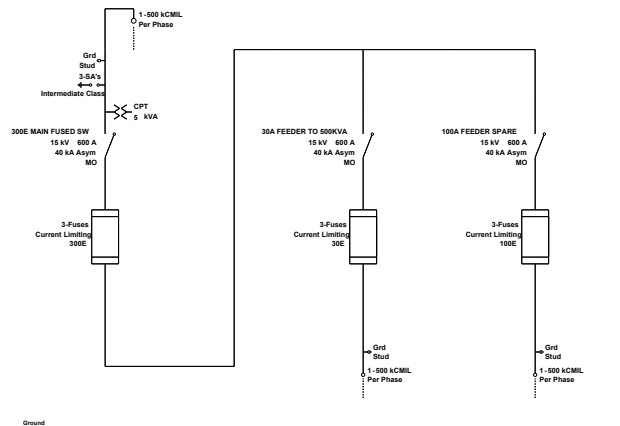 1-500 kCMIL
Per Phase
Grd
Stud
3-SA's
Intermediate Class
CPT
5 kVA
300E MAIN FUSED SW
15 kV 600 A
40 kA Asym
MO
30A FEEDER TO 500KVA
15 kV 600 A
40 kA Asym
MO
100A FEEDER SPARE
15 kV 600 A
40 kA Asym
MO
3-Fuses
Current Limiting
300E
3-Fuses
Current Limiting
30E
3-Fuses
Current Limiting
100E
Grd
Stud
1-500 kCMIL
Per Phase
Grd
Stud
1-500 kCMIL
Per Phase
Ground